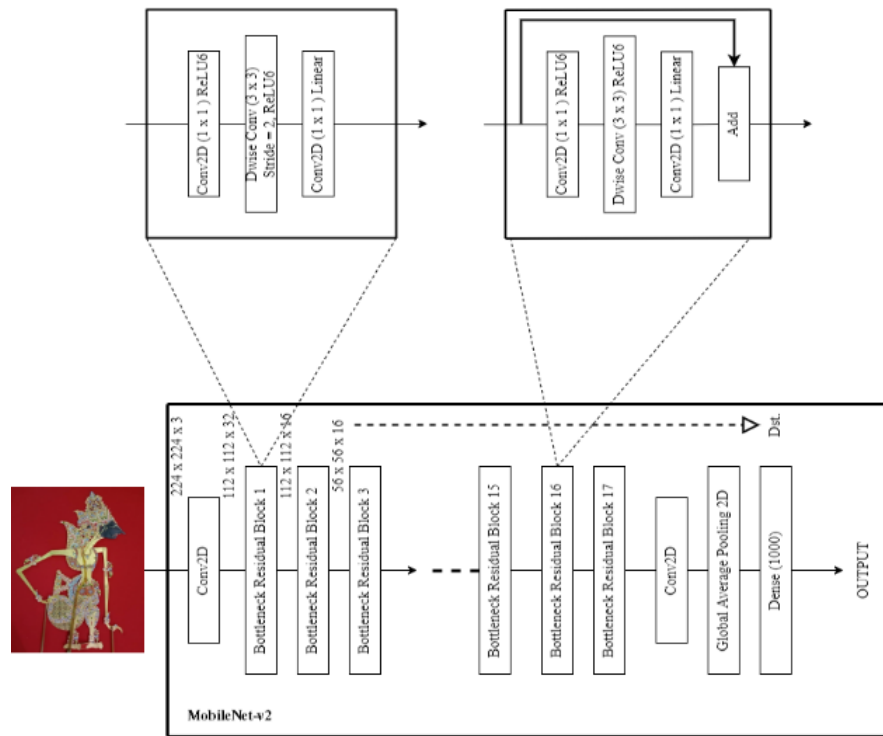 Conv2D (1 x 1 ) ReLU6
Dwise Conv (3 x 3)
Stride = 2, ReLU6
Conv2D (1 x 1 ) Linear
Conv2D (1 x 1 ) ReLU6
Dwise Conv (3 x 3) ReLU6
Conv2D (1 x 1 ) Linear
Add
224 x 224 x 3
112 x 112 x 32
112 x 112 x 16
56 x 56 x 16
Dst.
Conv2D
Bottleneck Residual Block 1
Bottleneck Residual Block 2
Bottleneck Residual Block 3
Bottleneck Residual Block 15
Bottleneck Residual Block 16
Bottleneck Residual Block 17
Conv2D
Global Average Pooling 2D
Dense (1000)
OUTPUT
MobileNet-v2